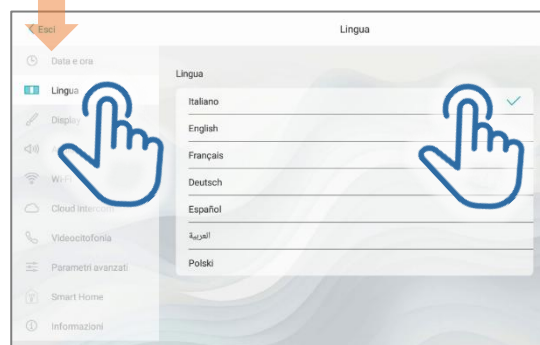 Esci
Lingua
Data e ora
Lingua
Display
Wi-Fi
Cloud Intercom
Videocitofonia
Parametri avanzati
Smart Home
Informazioni
Lingua
Italiano
English
Français
Deutsch
Español
العربية
Polski